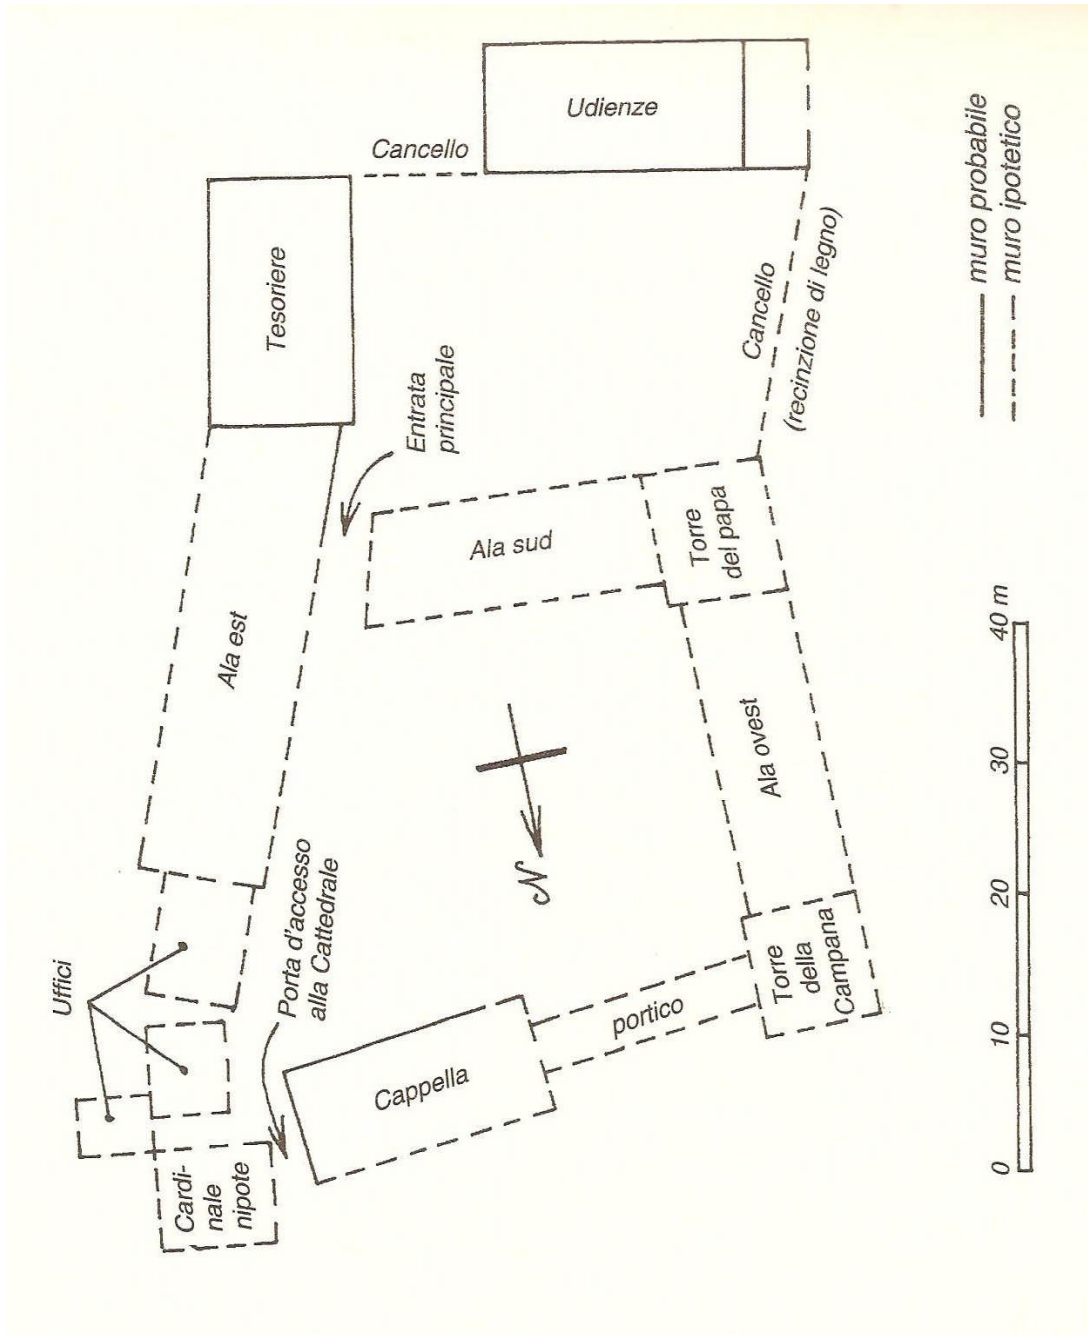 Udienze
Cancello
Tesoriere
Entrata
principale
Cancello
(recinzione di legno)
muro probabile
muro ipotetico
Ala sud
Torre
del papa
Ala est
Ala ovest
N
Uffici
Porta d'accesso
alla Cattedrale
Cappella
portico
Torre
della
Campana
Cardi-
nale
nipote
0 10 20 30 40 m